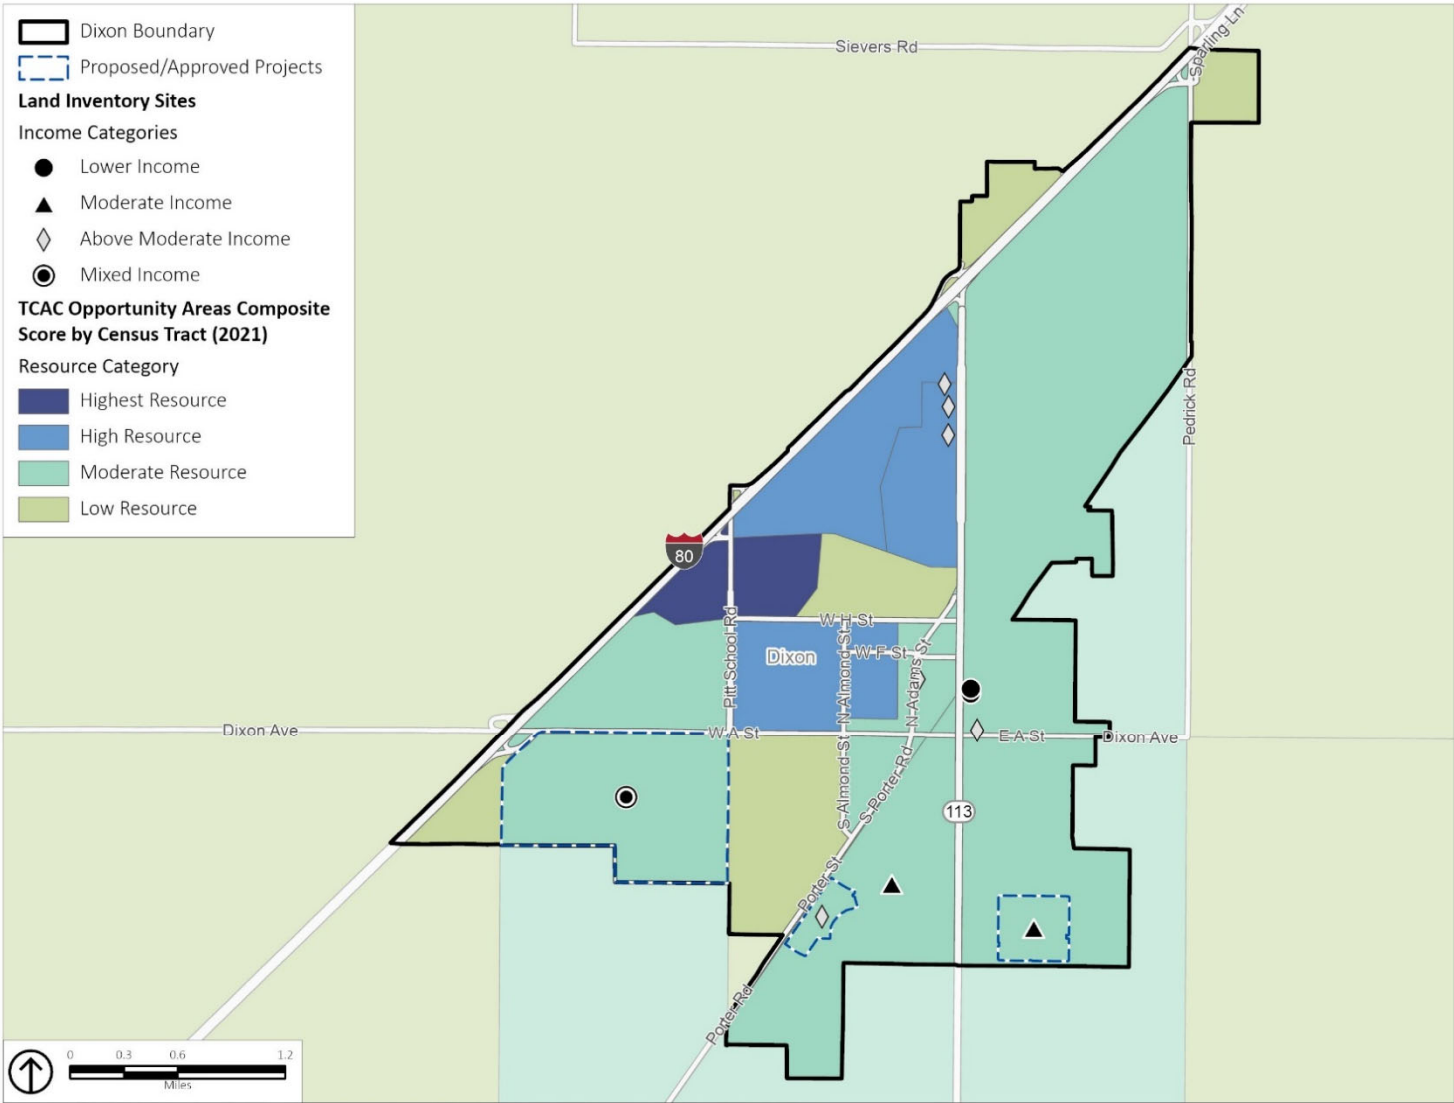 Dixon Boundary
Proposed/Approved Projects
Land Inventory Sites
Income Categories
Lower Income
Moderate Income
Above Moderate Income
Mixed Income
TCAC Opportunity Areas Composite
Score by Census Tract (2021)
Resource Category
Highest Resource
High Resource
Moderate Resource
Low Resource
Sievers Rd
Sparling Ln
Pedrick Rd
80
Pitt School Rd
W H St
Dixon
N Almond St
W F St
N Adams St
Dixon Ave
W A St
E A St
Dixon Ave
S Almond St
S Porter Rd
113
Porter St
Porter Rd
0 0.3 0.6 1.2
Miles